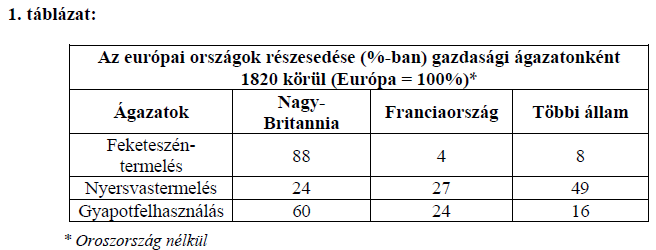 1. táblázat:
Az európai országok részesedése (%-ban) gazdasági ágazatonként
1820 körül (Európa = 100%)*
Ágazatok Nagy-Britannia Franciaország Többi állam
Feketeszén-termelés 88 4 8
Nyersvastermelés 24 27 49
Gyapotfelhasználás 60 24 16
* Oroszország nélkül